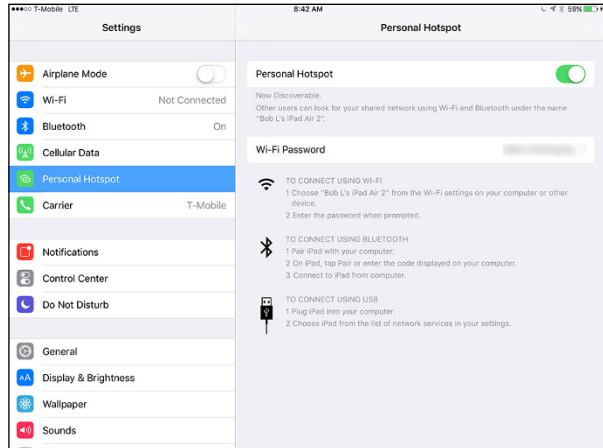 T-Mobile LTE
8:42 AM
59%
Settings
Personal Hotspot
Airplane Mode
Wi-Fi Not Connected
Bluetooth On
Cellular Data
Personal Hotspot
Carrier T-Mobile
Notifications
Control Center
Do Not Disturb
General
Display & Brightness
AA
Wallpaper
Sounds
Personal Hotspot
Now Discoverable.
Other users can look for your shared network using Wi-Fi and Bluetooth under the name
"Bob L's iPad Air 2".
Wi-Fi Password
TO CONNECT USING WI-FI
1 Choose "Bob L's iPad Air 2" from the Wi-Fi settings on your computer or other
device.
2 Enter the password when prompted.
TO CONNECT USING BLUETOOTH
1 Pair iPad with your computer.
2 On iPad, tap Pair or enter the code displayed on your computer.
3 Connect to iPad from computer.
TO CONNECT USING USB
1 Plug iPad into your computer.
2 Choose iPad from the list of network services in your settings.